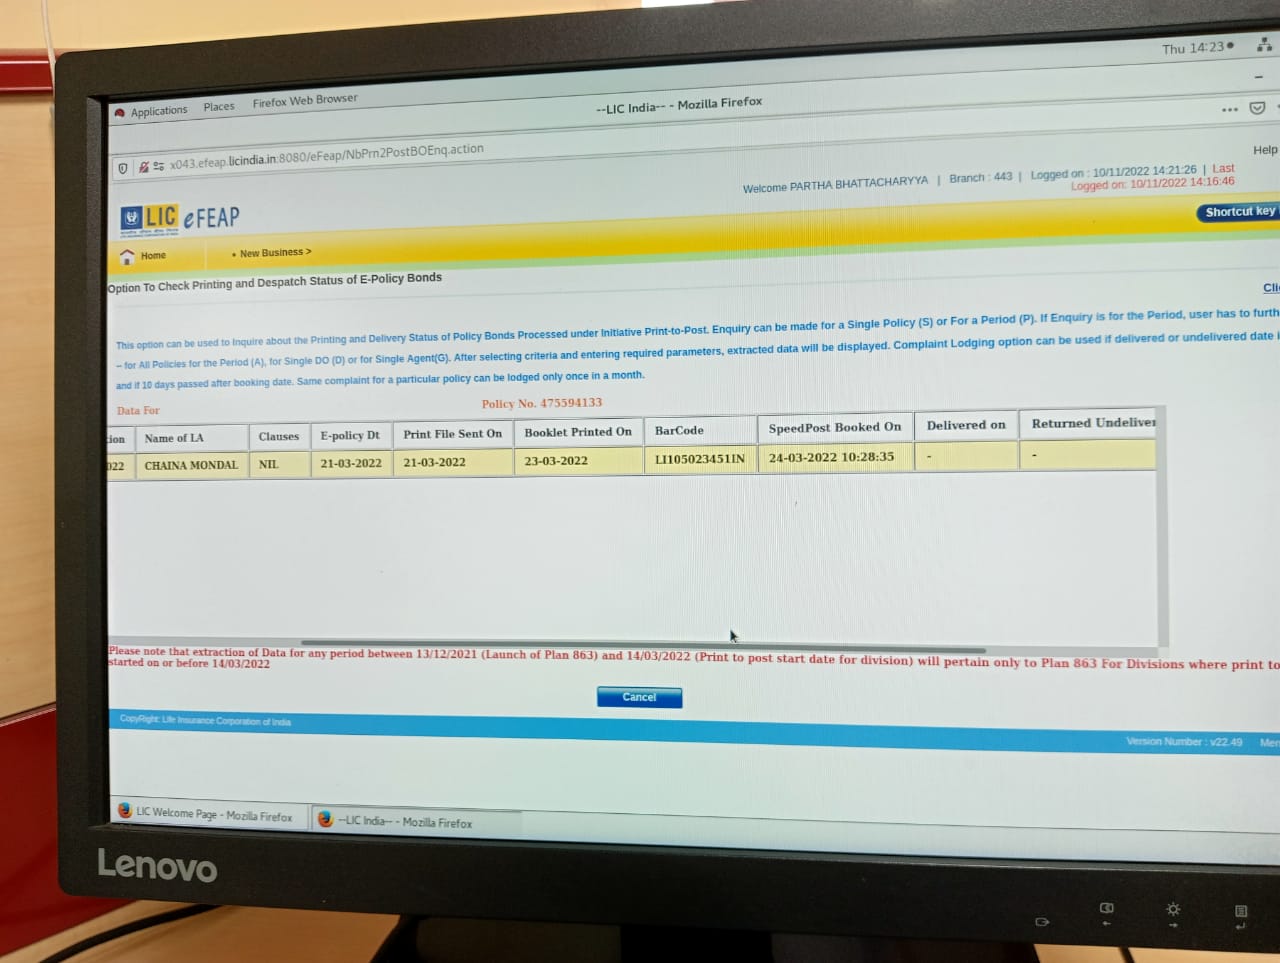 Thu 14:23
Applications Places Firefox Web Browser
--LIC India-- - Mozilla Firefox
x043.efeap.licindia.in:8080/eFeap/NbPrn2PostBOEnq.action
Help
Welcome PARTHA BHATTACHARYYA | Branch : 443 | Logged on : 10/11/2022 14:21:26 | Last
Logged on: 10/11/2022 14:16:46
LIC eFEAP
Shortcut key
Home • New Business >
Option To Check Printing and Despatch Status of E-Policy Bonds
Cli
This option can be used to Inquire about the Printing and Delivery Status of Policy Bonds Processed under Initiative Print-to-Post. Enquiry can be made for a Single Policy (S) or For a Period (P). If Enquiry is for the Period, user has to furth
-- for All Policies for the Period (A), for Single DO (D) or for Single Agent(G). After selecting criteria and entering required parameters, extracted data will be displayed. Complaint Lodging option can be used if delivered or undelivered date i
and if 10 days passed after booking date. Same complaint for a particular policy can be lodged only once in a month.
Data For Policy No. 475594133
ion Name of LA Clauses E-policy Dt Print File Sent On Booklet Printed On BarCode SpeedPost Booked On Delivered on Returned Undeliver
022 CHAINA MONDAL NIL 21-03-2022 21-03-2022 23-03-2022 LI105023451IN 24-03-2022 10:28:35 - -
Please note that extraction of Data for any period between 13/12/2021 (Launch of Plan 863) and 14/03/2022 (Print to post start date for division) will pertain only to Plan 863 For Divisions where print to
started on or before 14/03/2022
Cancel
CopyRight: Life Insurance Corporation of India
Version Number : v22.49 Mem
LIC Welcome Page - Mozilla Firefox --LIC India-- - Mozilla Firefox
Lenovo